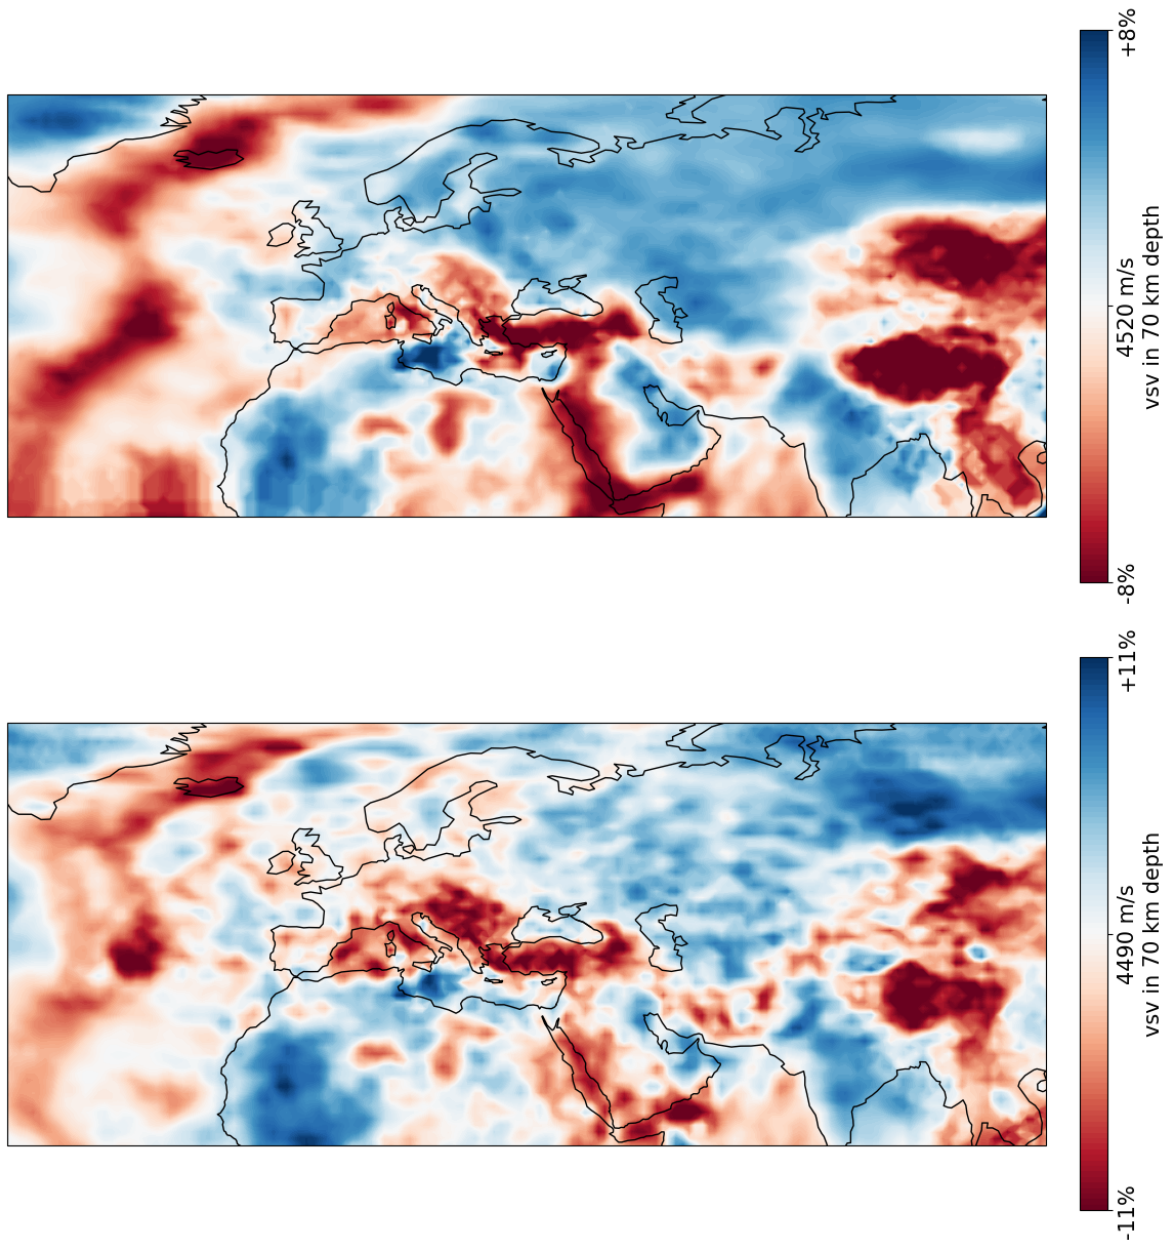 +8%
4520 m/s
-8%
vsv in 70 km depth
+11%
4490 m/s
-11%
vsv in 70 km depth